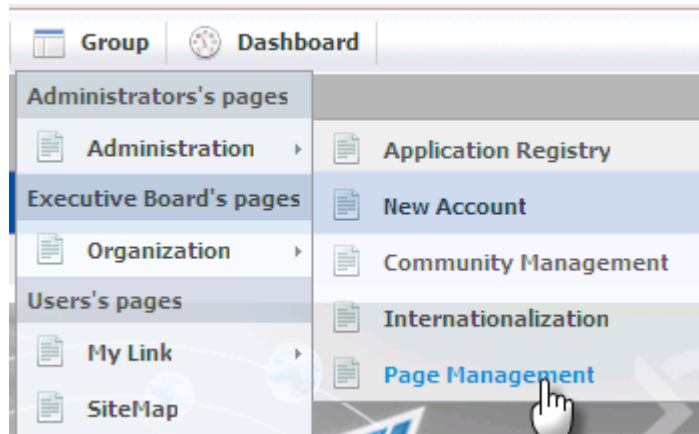 Group Dashboard
Administrators's pages
Administration
Executive Board's pages
Organization
Users's pages
My Link
SiteMap
Application Registry
New Account
Community Management
Internationalization
Page Management